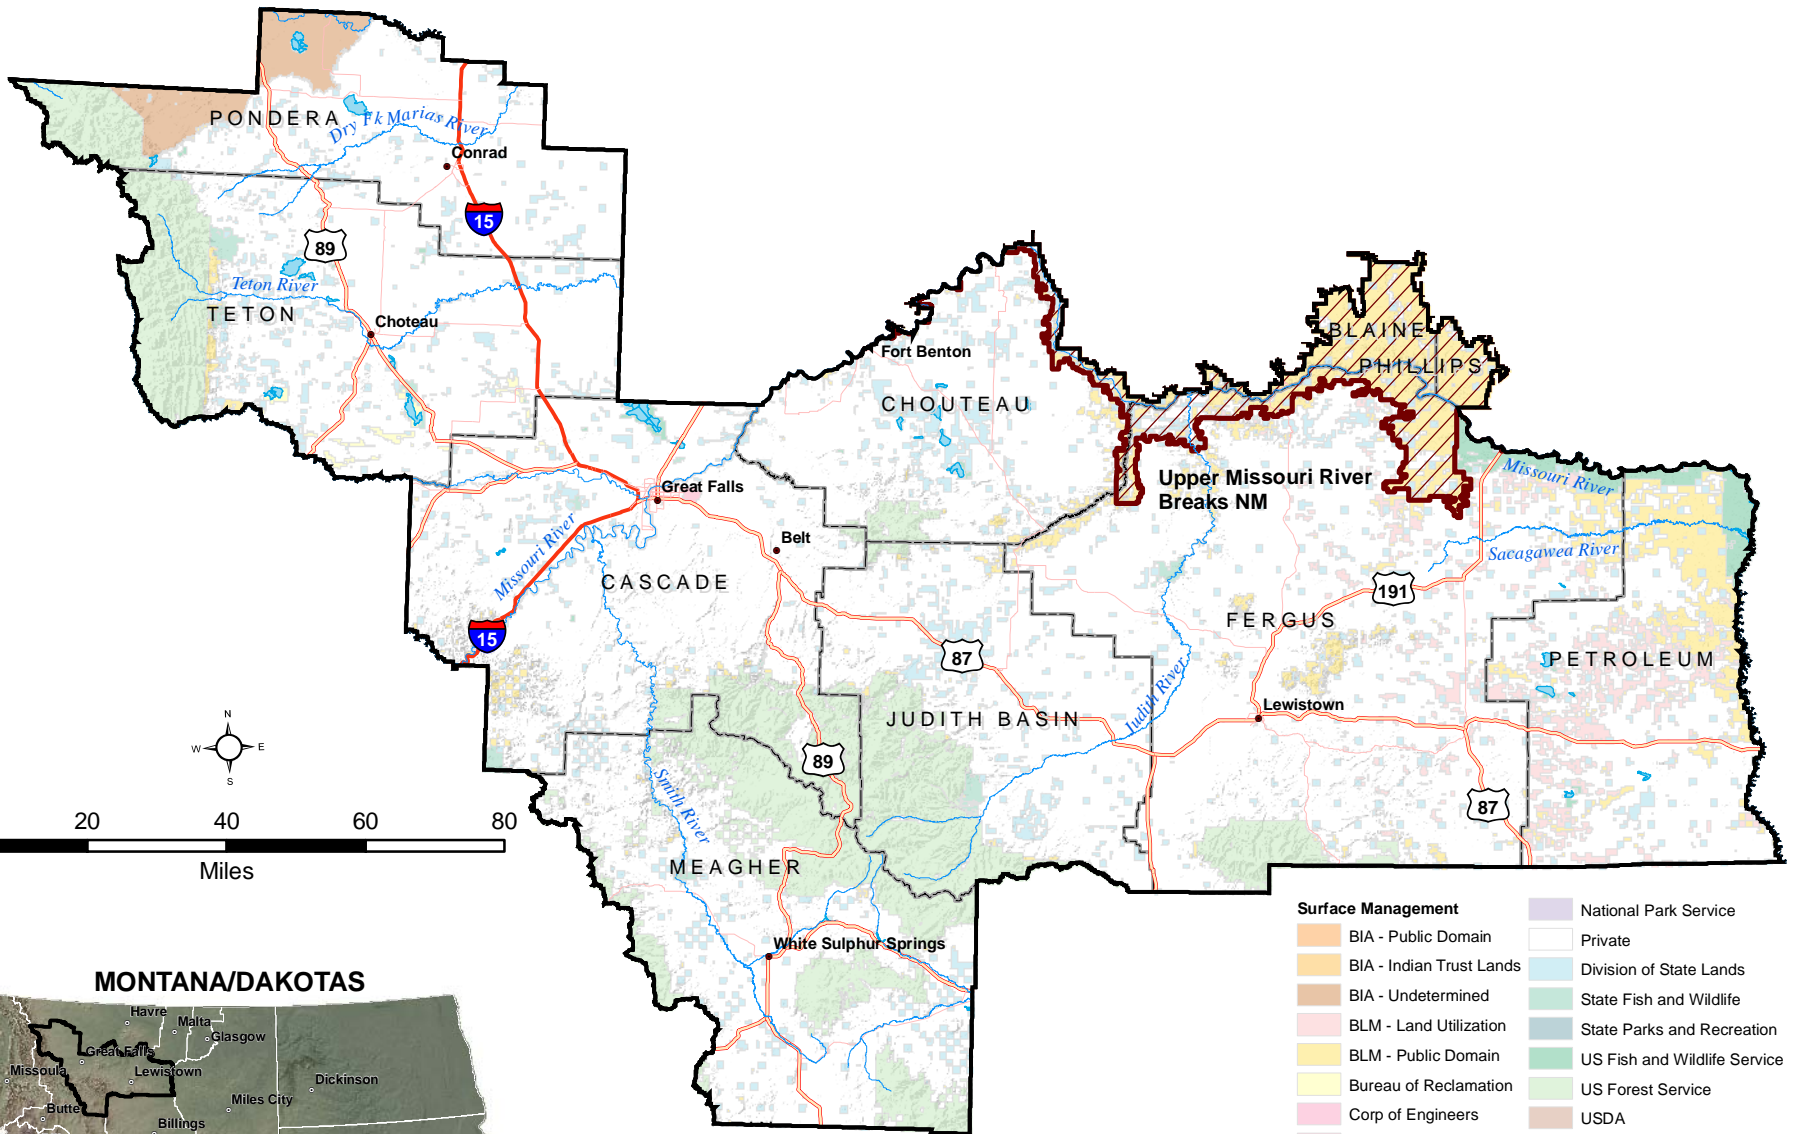 PONDERA
Dry Fk Marias River
Conrad
15
89
Teton River
TETON
Choteau
Fort Benton
CHOUTEAU
BLAINE
PHILLIPS
Great Falls
Upper Missouri River
Breaks NM
Missouri River
Sacagawea River
Belt
Missouri River
CASCADE
15
191
FERGUS
87
PETROLEUM
Judith River
JUDITH BASIN
Lewistown
N
W E
S
89
Smith River
87
20 40 60 80
Miles
MEAGHER
White Sulphur Springs
Surface Management
BIA - Public Domain
BIA - Indian Trust Lands
BIA - Undetermined
BLM - Land Utilization
BLM - Public Domain
Bureau of Reclamation
Corp of Engineers
National Park Service
Private
Division of State Lands
State Fish and Wildlife
State Parks and Recreation
US Fish and Wildlife Service
US Forest Service
USDA
MONTANA/DAKOTAS
Havre
Malta
Glasgow
Great Falls
Missoula
Lewistown
Dickinson
Miles City
Butte
Billings